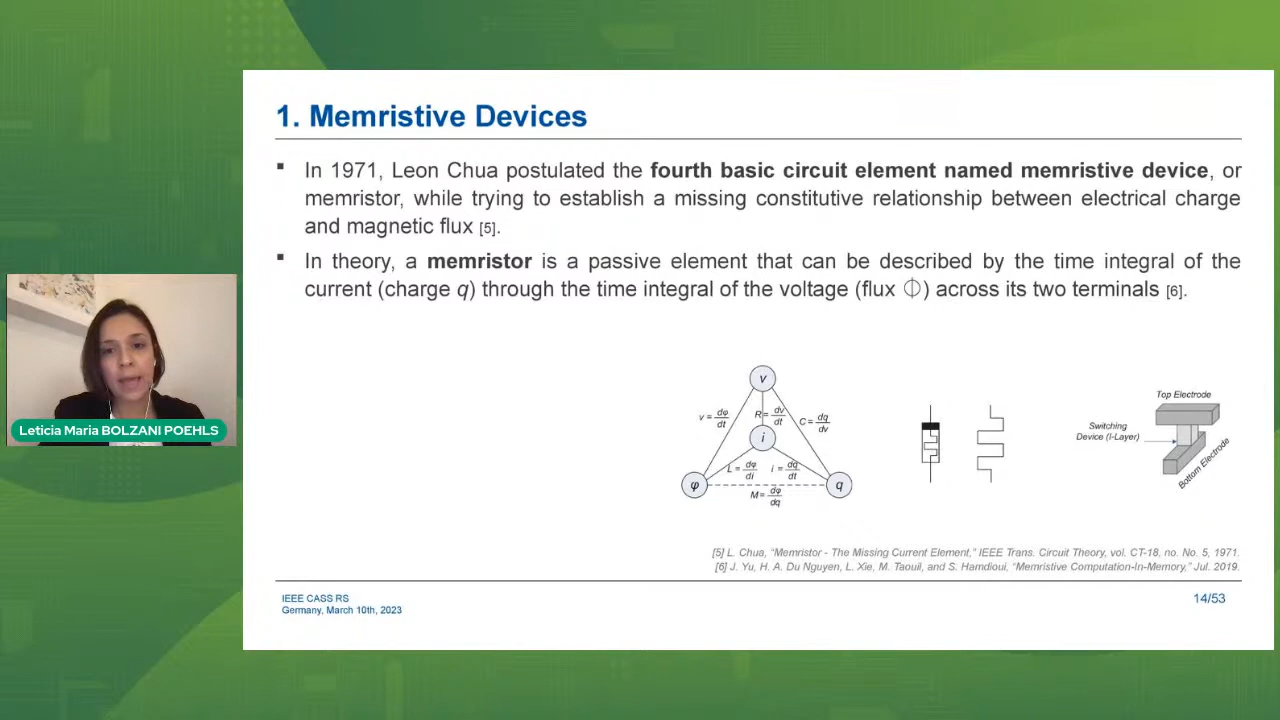 1. Memristive Devices
In 1971, Leon Chua postulated the fourth basic circuit element named memristive device, or
memristor, while trying to establish a missing constitutive relationship between electrical charge
and magnetic flux [5].
In theory, a memristor is a passive element that can be described by the time integral of the
current (charge q) through the time integral of the voltage (flux Φ) across its two terminals [6].
v
v = dφ/dt
R = dv/dt
C = dq/dv
i
L = dφ/di
i = dq/dt
φ
q
M = dφ/dq
Top Electrode
Switching
Device (I-Layer)
Bottom Electrode
Leticia Maria BOLZANI POEHLS
[5] L. Chua, "Memristor - The Missing Current Element," IEEE Trans. Circuit Theory, vol. CT-18, no. No. 5, 1971.
[6] J. Yu, H. A. Du Nguyen, L. Xie, M. Taouil, and S. Hamdioui, "Memristive Computation-In-Memory," Jul. 2019.
IEEE CASS RS
Germany, March 10th, 2023
14/53